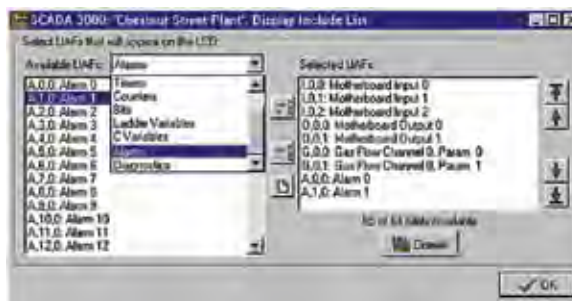 SCADA 3000: "Chestnut Street Plant". Display Include List
Select UAFs that will appear on the LCD:
Available UAFs: Alarms
Selected UAFs
A,0,0: Alarm 0
A,1,0: Alarm 1
A,2,0: Alarm 2
A,3,0: Alarm 3
A,4,0: Alarm 4
A,5,0: Alarm 5
A,6,0: Alarm 6
A,7,0: Alarm 7
A,8,0: Alarm 8
A,9,0: Alarm 9
A,10,0: Alarm 10
A,11,0: Alarm 11
A,12,0: Alarm 12
Timers
Counters
Bits
Ladder Variables
C Variables
Alarms
Diagnostics
I,0,0: Motherboard Input 0
I,0,1: Motherboard Input 1
I,0,2: Motherboard Input 2
O,0,0: Motherboard Output 0
O,0,1: Motherboard Output 1
G,0,0: Gas Flow Channel 0, Param. 0
G,0,1: Gas Flow Channel 0, Param. 1
A,0,0: Alarm 0
A,1,0: Alarm 1
of 64 slots available
OK